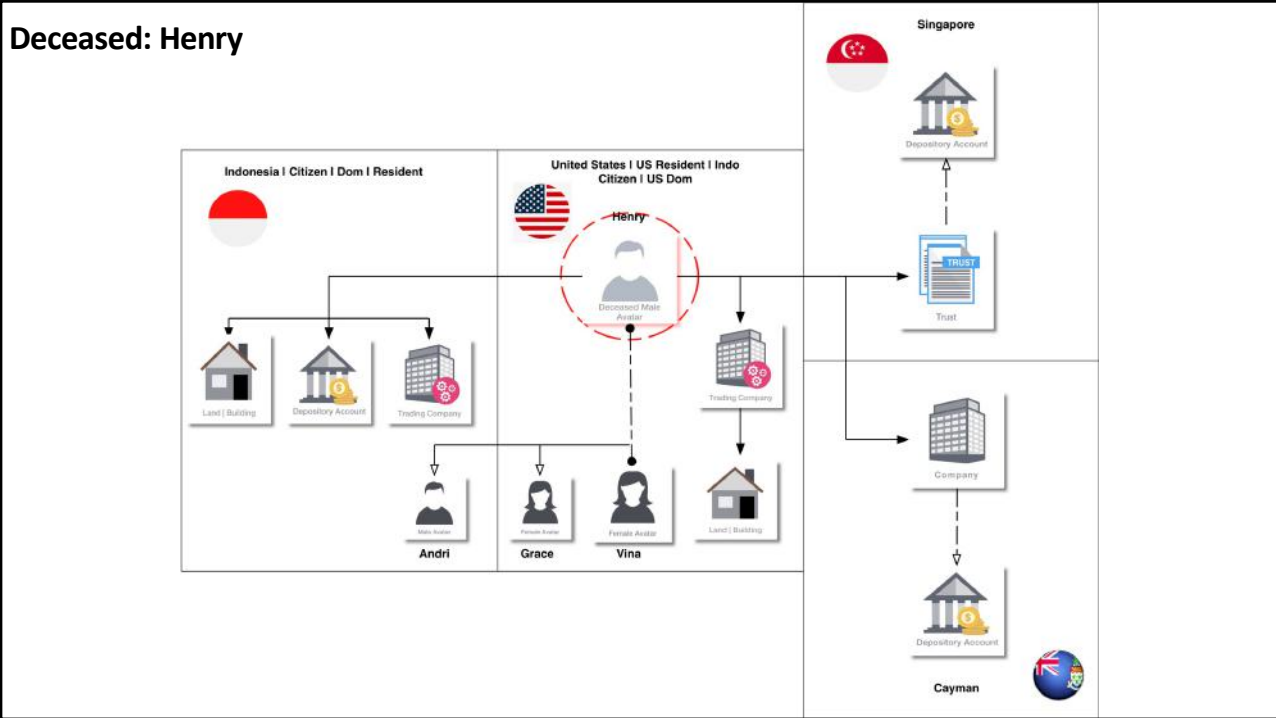 Deceased: Henry
Singapore
Depository Account
TRUST
Trust
Indonesia I Citizen I Dom I Resident
United States I US Resident I Indo
Citizen I US Dom
Henry
Deceased Male
Avatar
Land | Building
Depository Account
Trading Company
Trading Company
Male Avatar
Andri
Female Avatar
Grace
Female Avatar
Vina
Land | Building
Company
Depository Account
Cayman